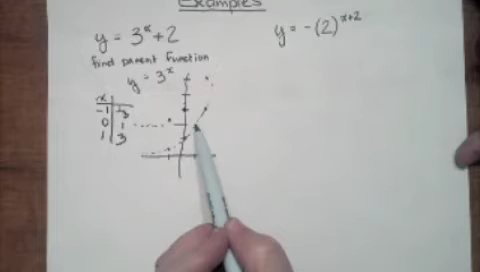 Examples
y = 3^x + 2
find parent function
y = 3^x
x
-1 | 1/3
0 | 1
1 | 3
y = -(2)^{x+2}